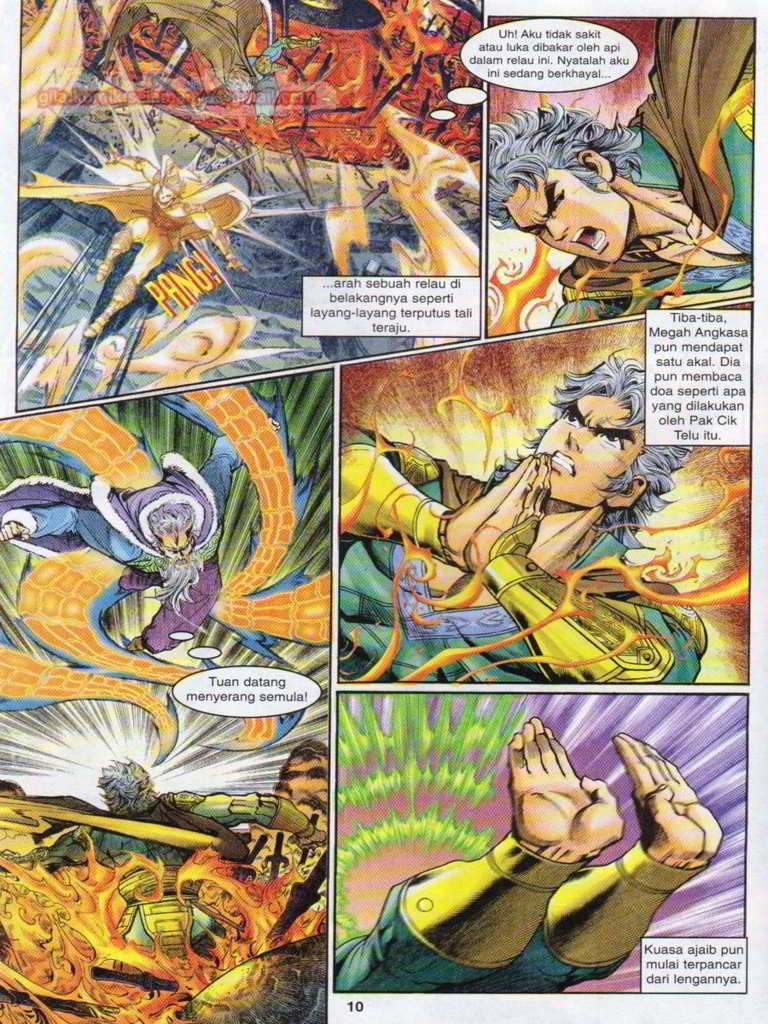 PANG!
...arah sebuah relau di
belakangnya seperti
layang-layang terputus tali
teraju.
Uh! Aku tidak sakit
atau luka dibakar oleh api
dalam relau ini. Nyatalah aku
ini sedang berkhayal...
Tiba-tiba,
Megah Angkasa
pun mendapat
satu akal. Dia
pun membaca
doa seperti apa
yang dilakukan
oleh Pak Cik
Telu itu.
Tuan datang
menyerang semula!
Kuasa ajaib pun
mulai terpancar
dari lengannya.
10